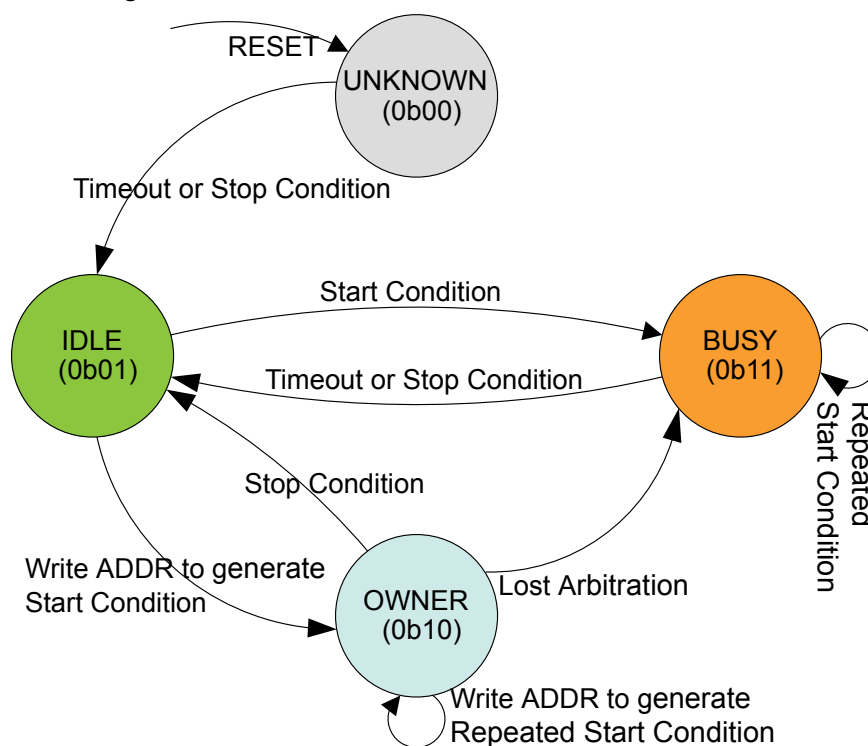 RESET
UNKNOWN
(0b00)
Timeout or Stop Condition
Start Condition
IDLE
(0b01)
BUSY
(0b11)
Timeout or Stop Condition
Repeated
Start Condition
Stop Condition
Write ADDR to generate
Start Condition
Lost Arbitration
OWNER
(0b10)
Write ADDR to generate
Repeated Start Condition